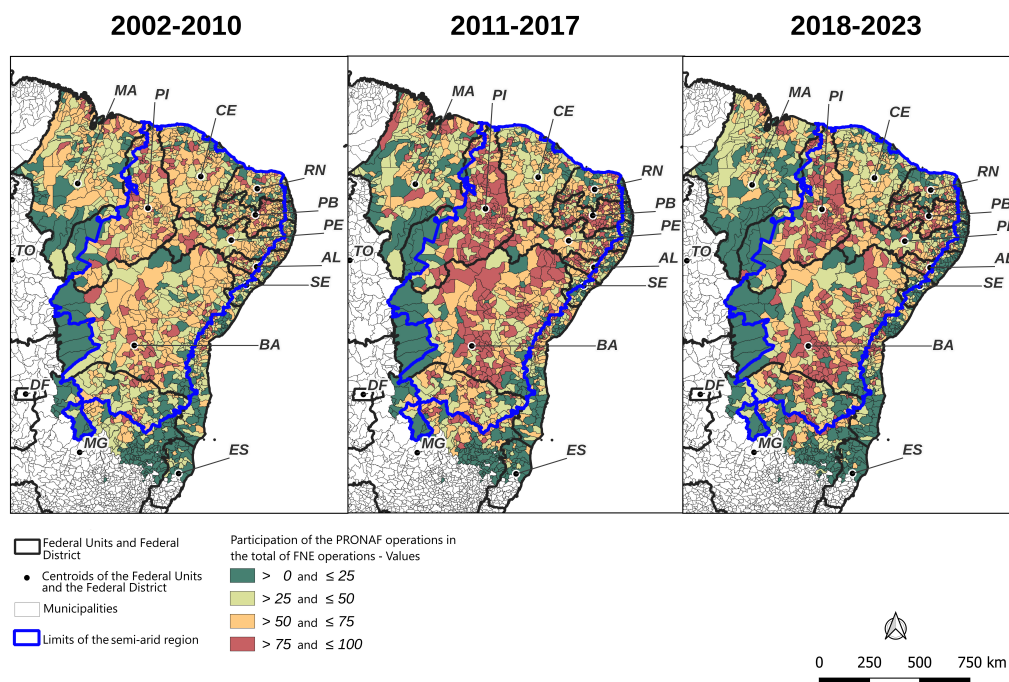 2002-2010
2011-2017
2018-2023
MA
PI
CE
RN
PB
PE
AL
SE
TO
BA
DF
MG
ES
MA
PI
CE
RN
PB
PE
AL
SE
TO
BA
DF
MG
ES
MA
PI
CE
RN
PB
AL
SE
TO
BA
DF
MG
ES
Federal Units and Federal
District
Centroids of the Federal Units
and the Federal District
Municipalities
Limits of the semi-arid region
Participation of the PRONAF operations in
the total of FNE operations - Values
> 0 and ≤ 25
> 25 and ≤ 50
> 50 and ≤ 75
> 75 and ≤ 100
0 250 500 750 km